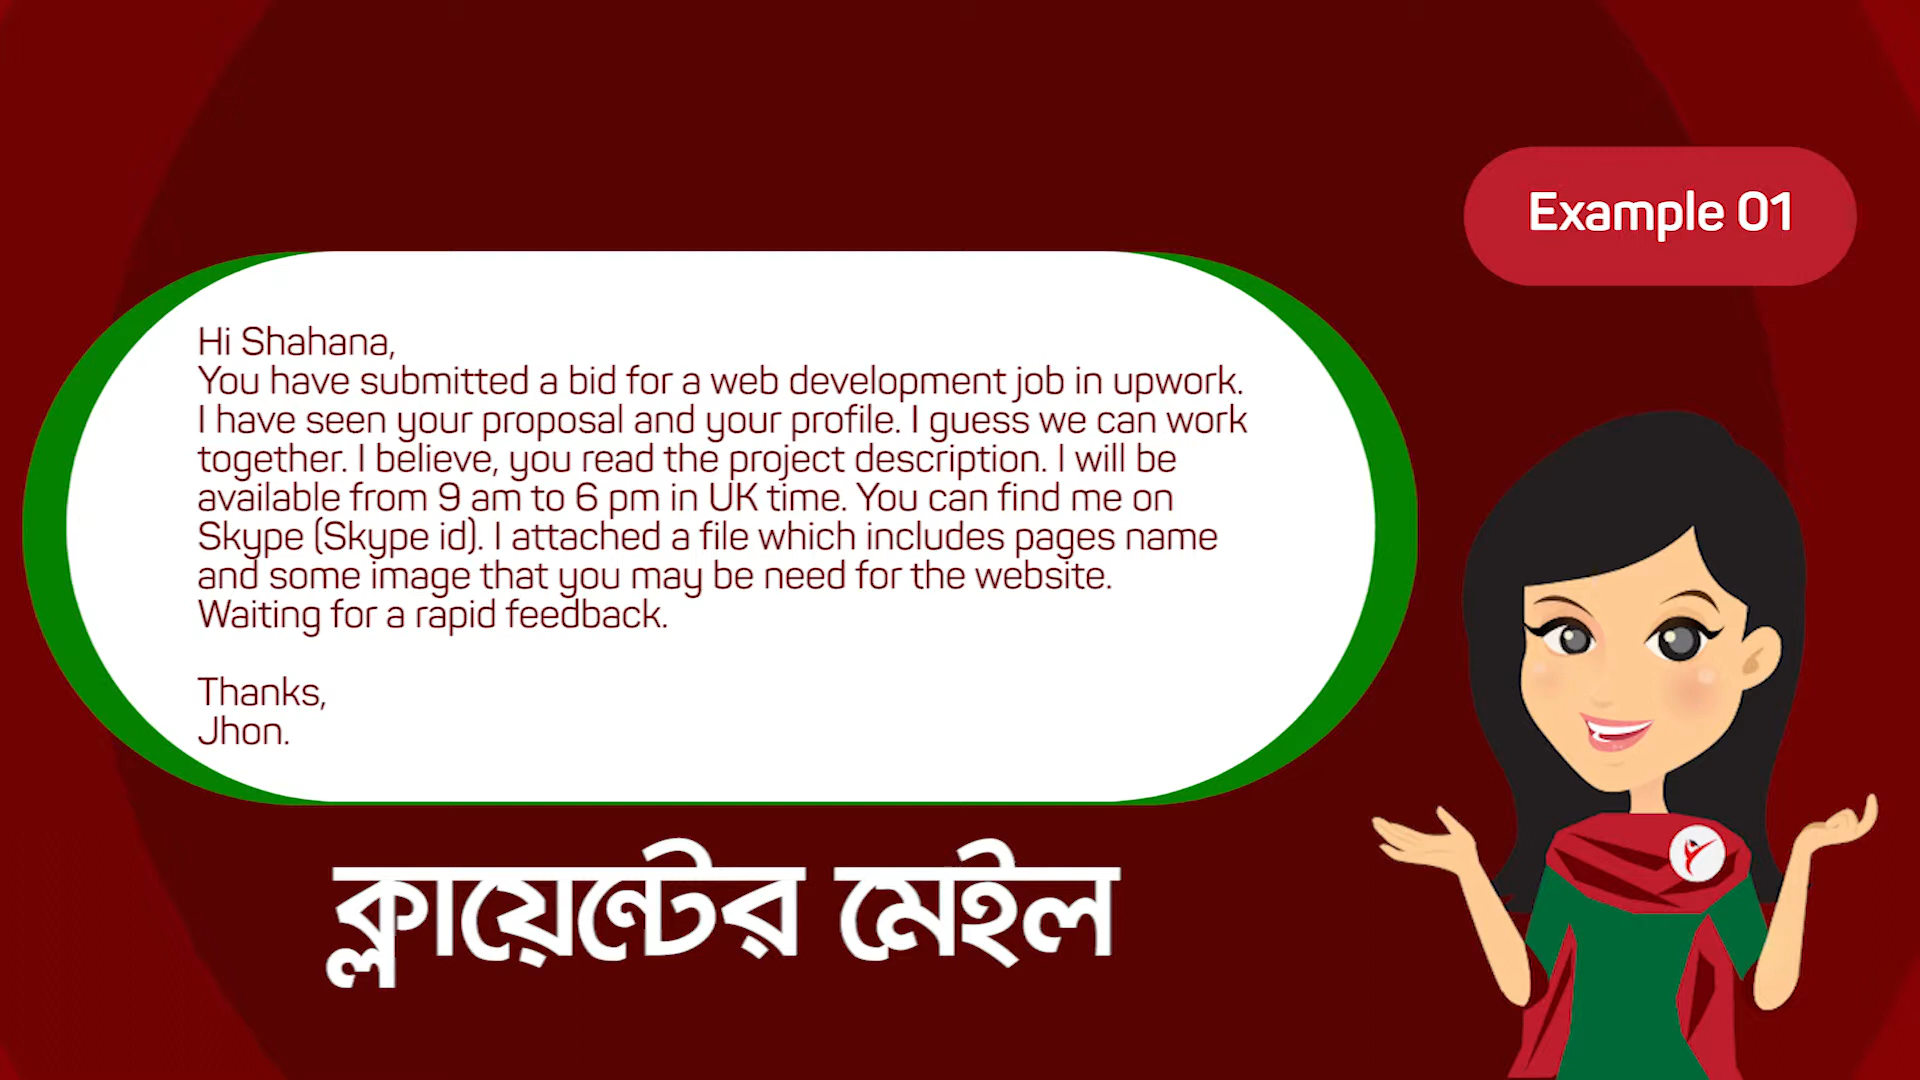 Example 01
Hi Shahana,
You have submitted a bid for a web development job in upwork.
I have seen your proposal and your profile. I guess we can work
together. I believe, you read the project description. I will be
available from 9 am to 6 pm in UK time. You can find me on
Skype (Skype id). I attached a file which includes pages name
and some image that you may be need for the website.
Waiting for a rapid feedback.
Thanks,
Jhon.
ক্লায়েন্টের মেইল